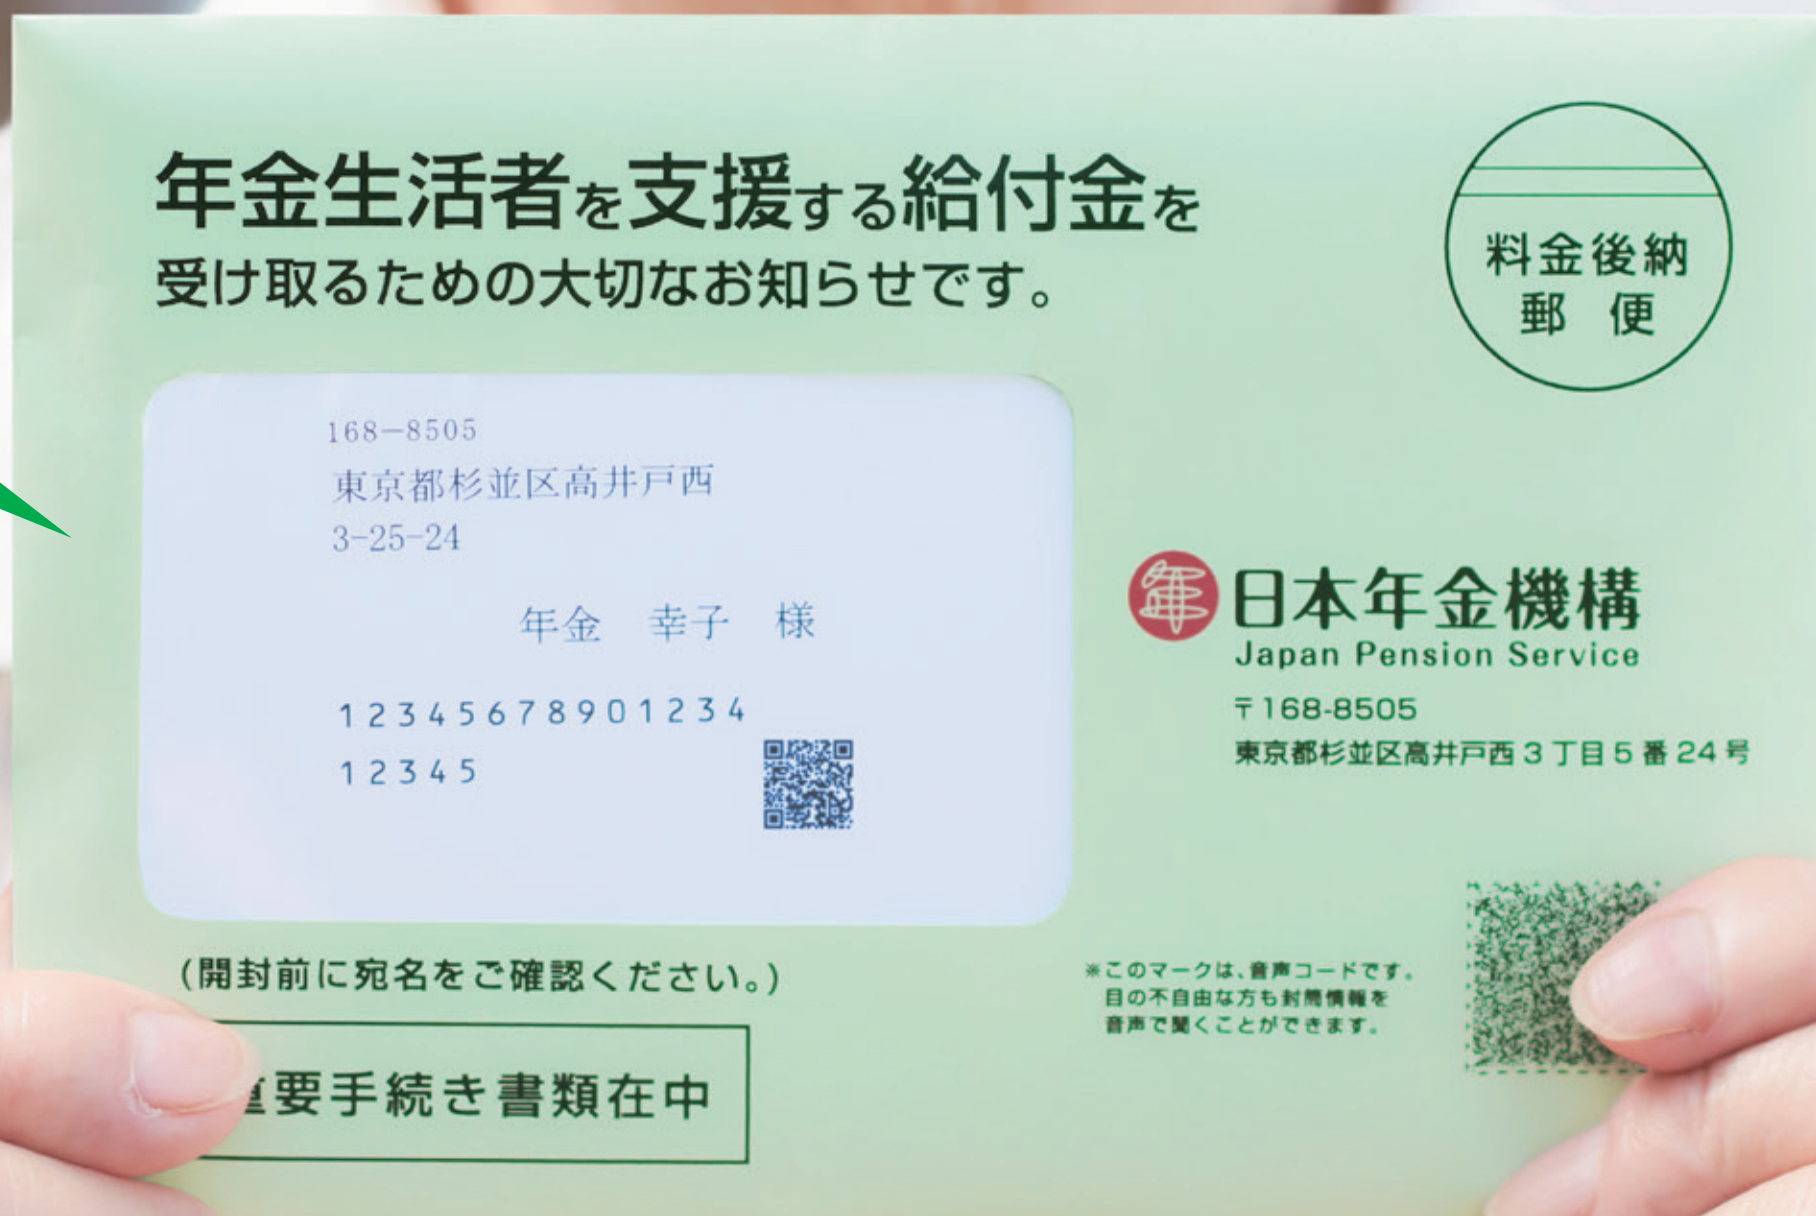 年金生活者を支援する給付金を
受け取るための大切なお知らせです。
料金後納
郵 便
168-8505
東京都杉並区高井戸西
3-25-24
年金 幸子 様
12345678901234
12345
年 日本年金機構
Japan Pension Service
〒168-8505
東京都杉並区高井戸西3丁目5番24号
(開封前に宛名をご確認ください。)
※このマークは、音声コードです。
目の不自由な方も封筒情報を
音声で聞くことができます。
重要手続き書類在中